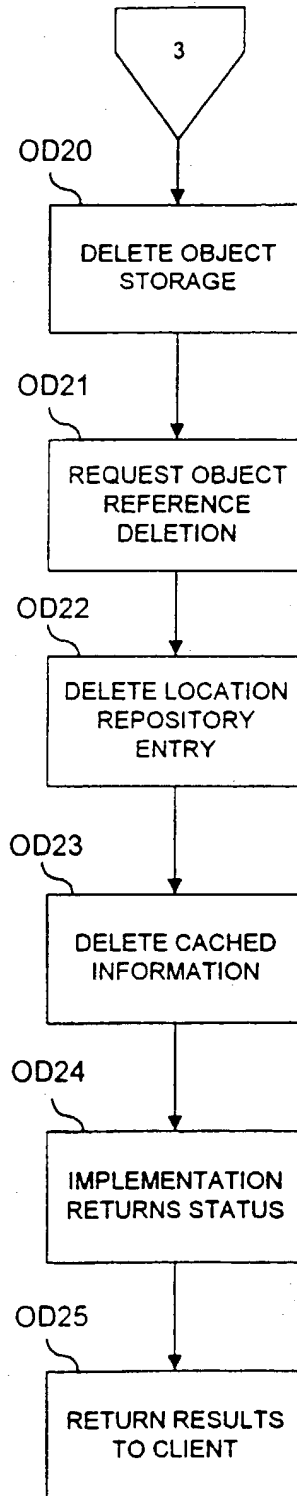 3
OD20
DELETE OBJECT
STORAGE
OD21
REQUEST OBJECT
REFERENCE
DELETION
OD22
DELETE LOCATION
REPOSITORY
ENTRY
OD23
DELETE CACHED
INFORMATION
OD24
IMPLEMENTATION
RETURNS STATUS
OD25
RETURN RESULTS
TO CLIENT